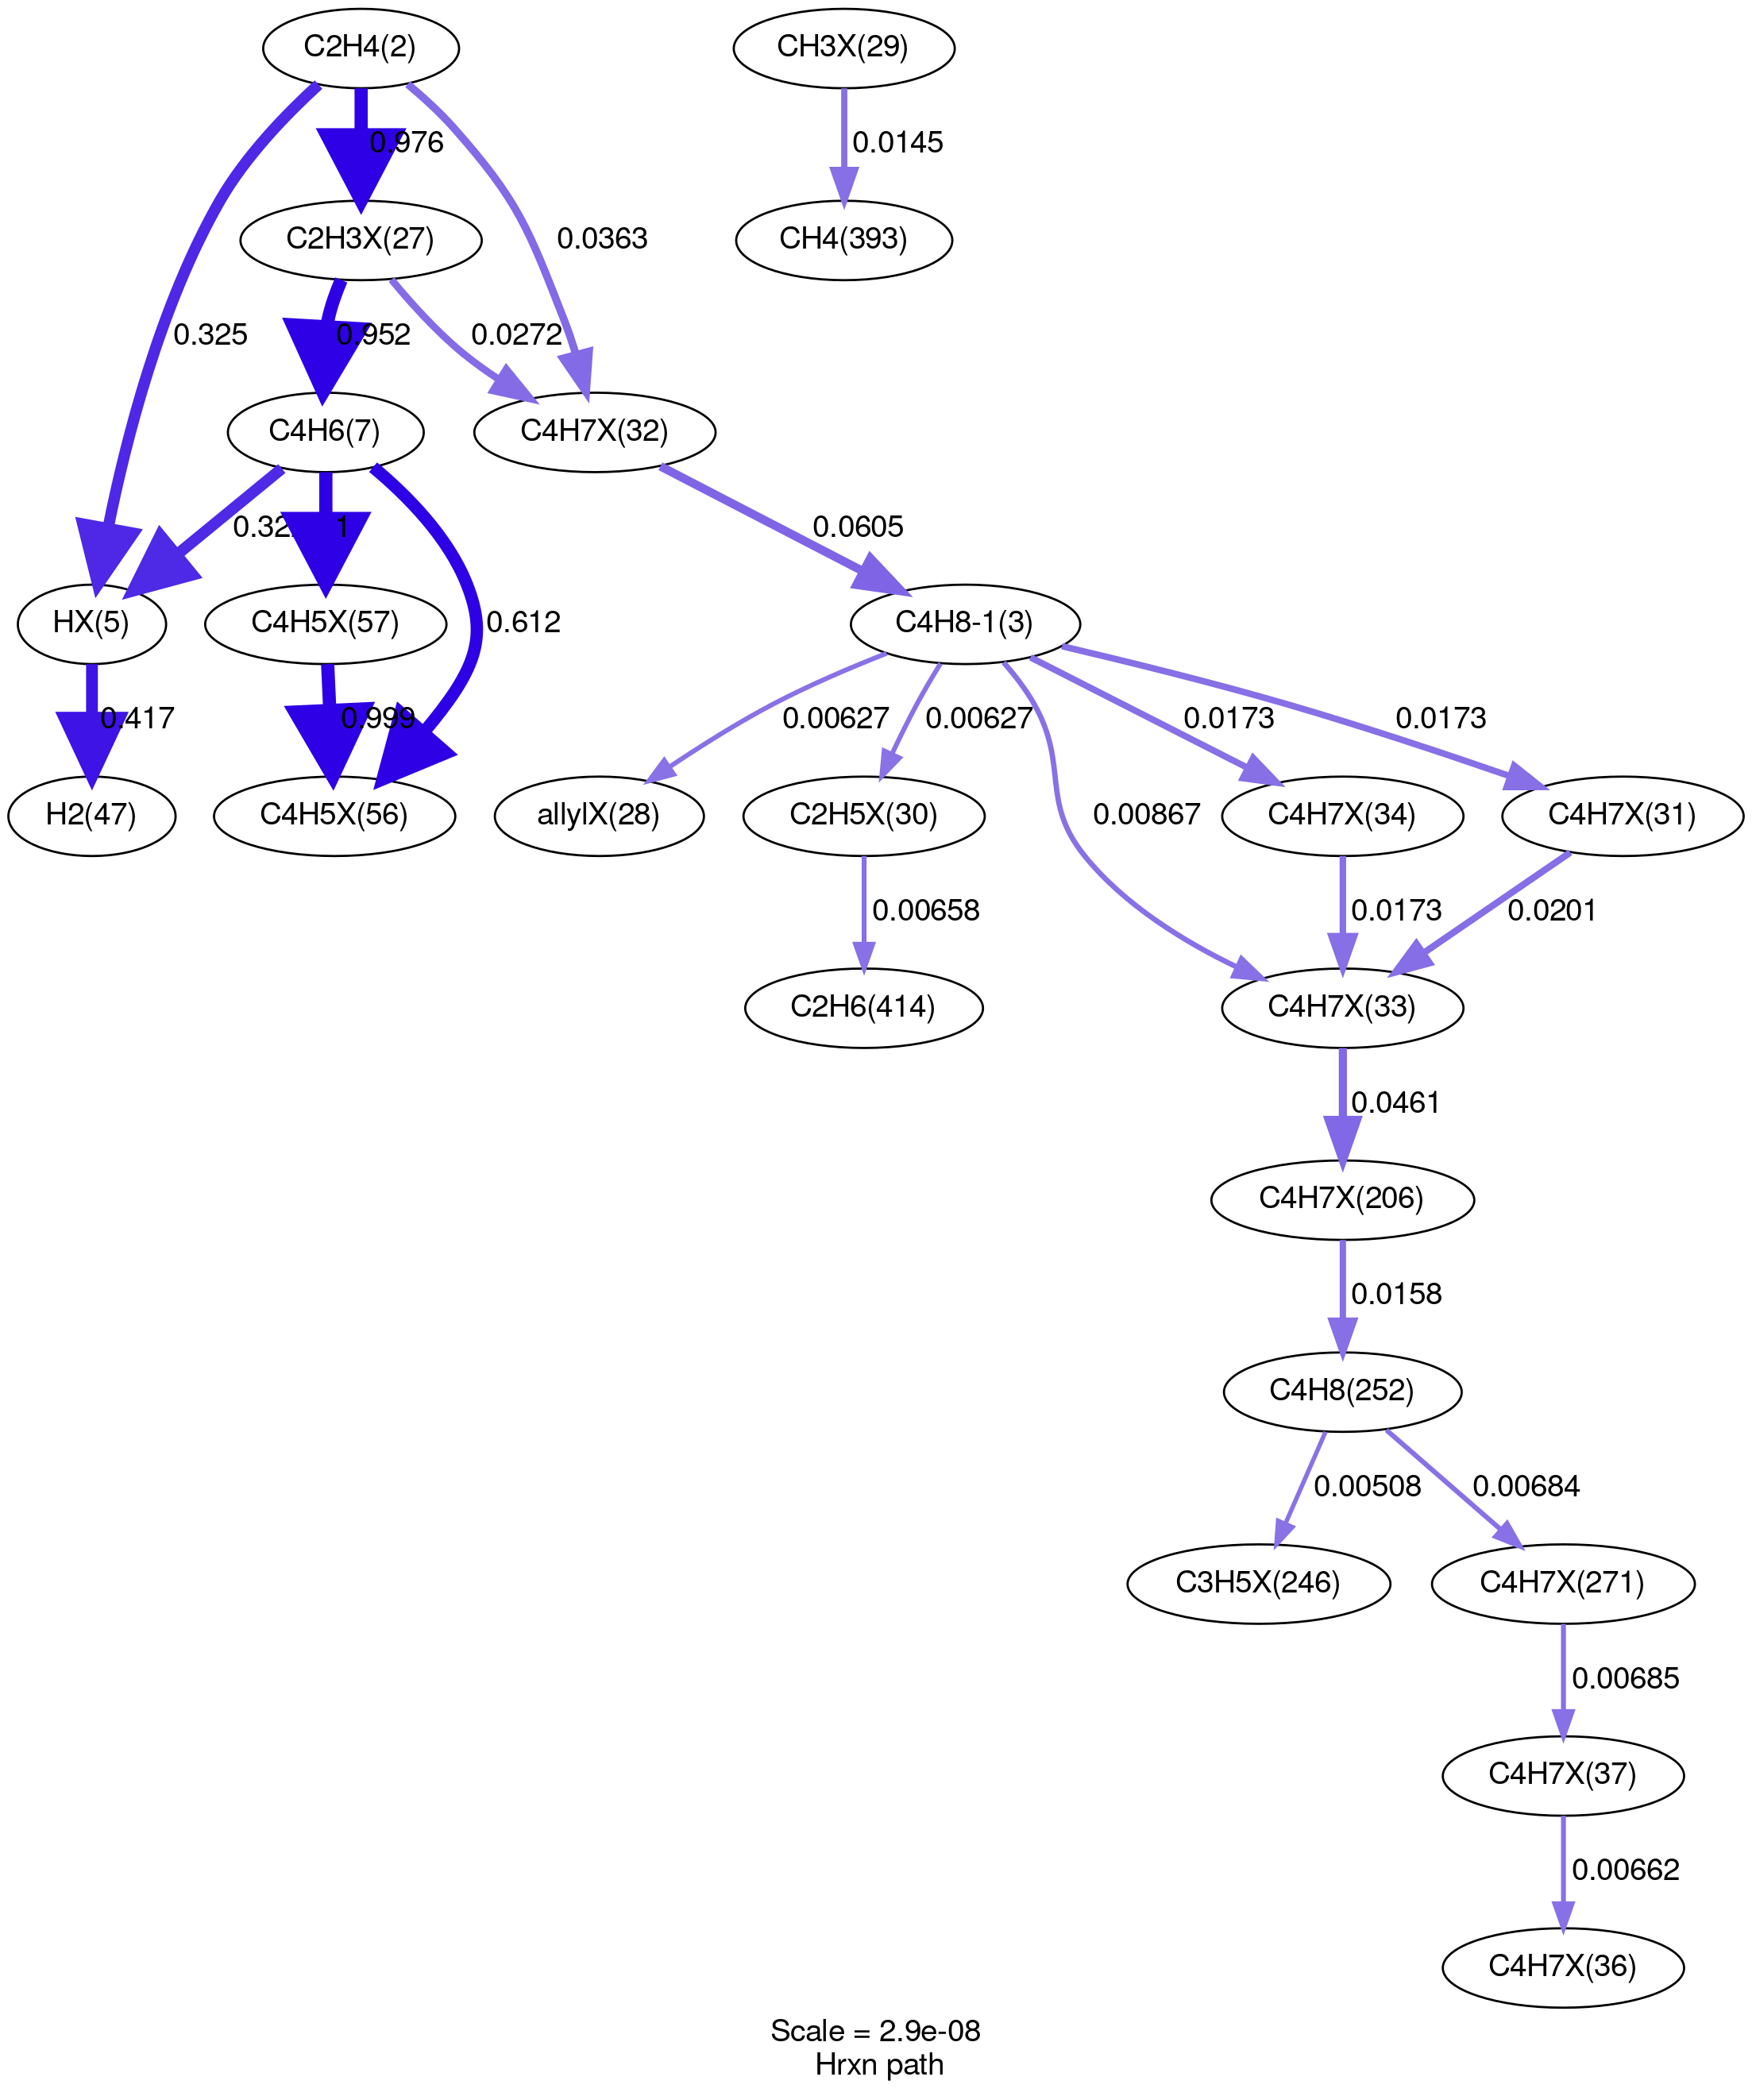 C2H4(2)
CH3X(29)
0.976
0.0145
C2H3X(27)
0.0363
CH4(393)
0.325
0.952
0.0272
C4H6(7)
C4H7X(32)
1
0.0605
HX(5)
C4H5X(57)
0.612
C4H8-1(3)
0.417
0.999
0.00627
0.00627
0.0173
0.0173
H2(47)
C4H5X(56)
allylX(28)
C2H5X(30)
0.00867
C4H7X(34)
C4H7X(31)
0.00658
0.0173
0.0201
C2H6(414)
C4H7X(33)
0.0461
C4H7X(206)
0.0158
C4H8(252)
0.00508
0.00684
C3H5X(246)
C4H7X(271)
0.00685
C4H7X(37)
0.00662
C4H7X(36)
Scale = 2.9e-08
Hrxn path